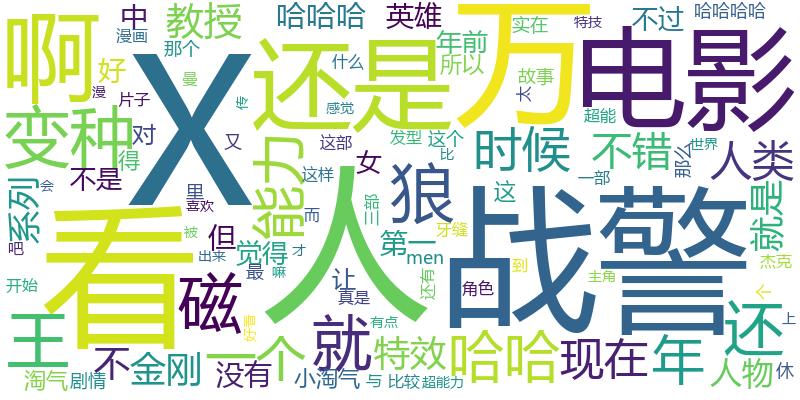 中
教授
哈哈哈
英雄
万
不过
哈哈哈哈
漫画
那个
年前
实在
特技
啊
好
X
还是
什么
所以
故事
电影
曼
漫
片子
传
感觉
太
超能
变种
对
又
这部
发型
这个
时候
不错
那么
世界
人类
得
能力
女
狼
比
不是
这样
一部
系列
里
喜欢
人
而
三部
这
就是
会
看
但
被
牙缝
战警
吧
觉得
才
第一
men
到
杰克
出来
最
嘛
让
还有
开始
磁
真是
角色
主角
个
王
好看
就
有点
还
上
不
金刚
一个
特效
哈哈
现在
年
人物
休
淘气
剧情
没有
小淘气
与
比较
超能力